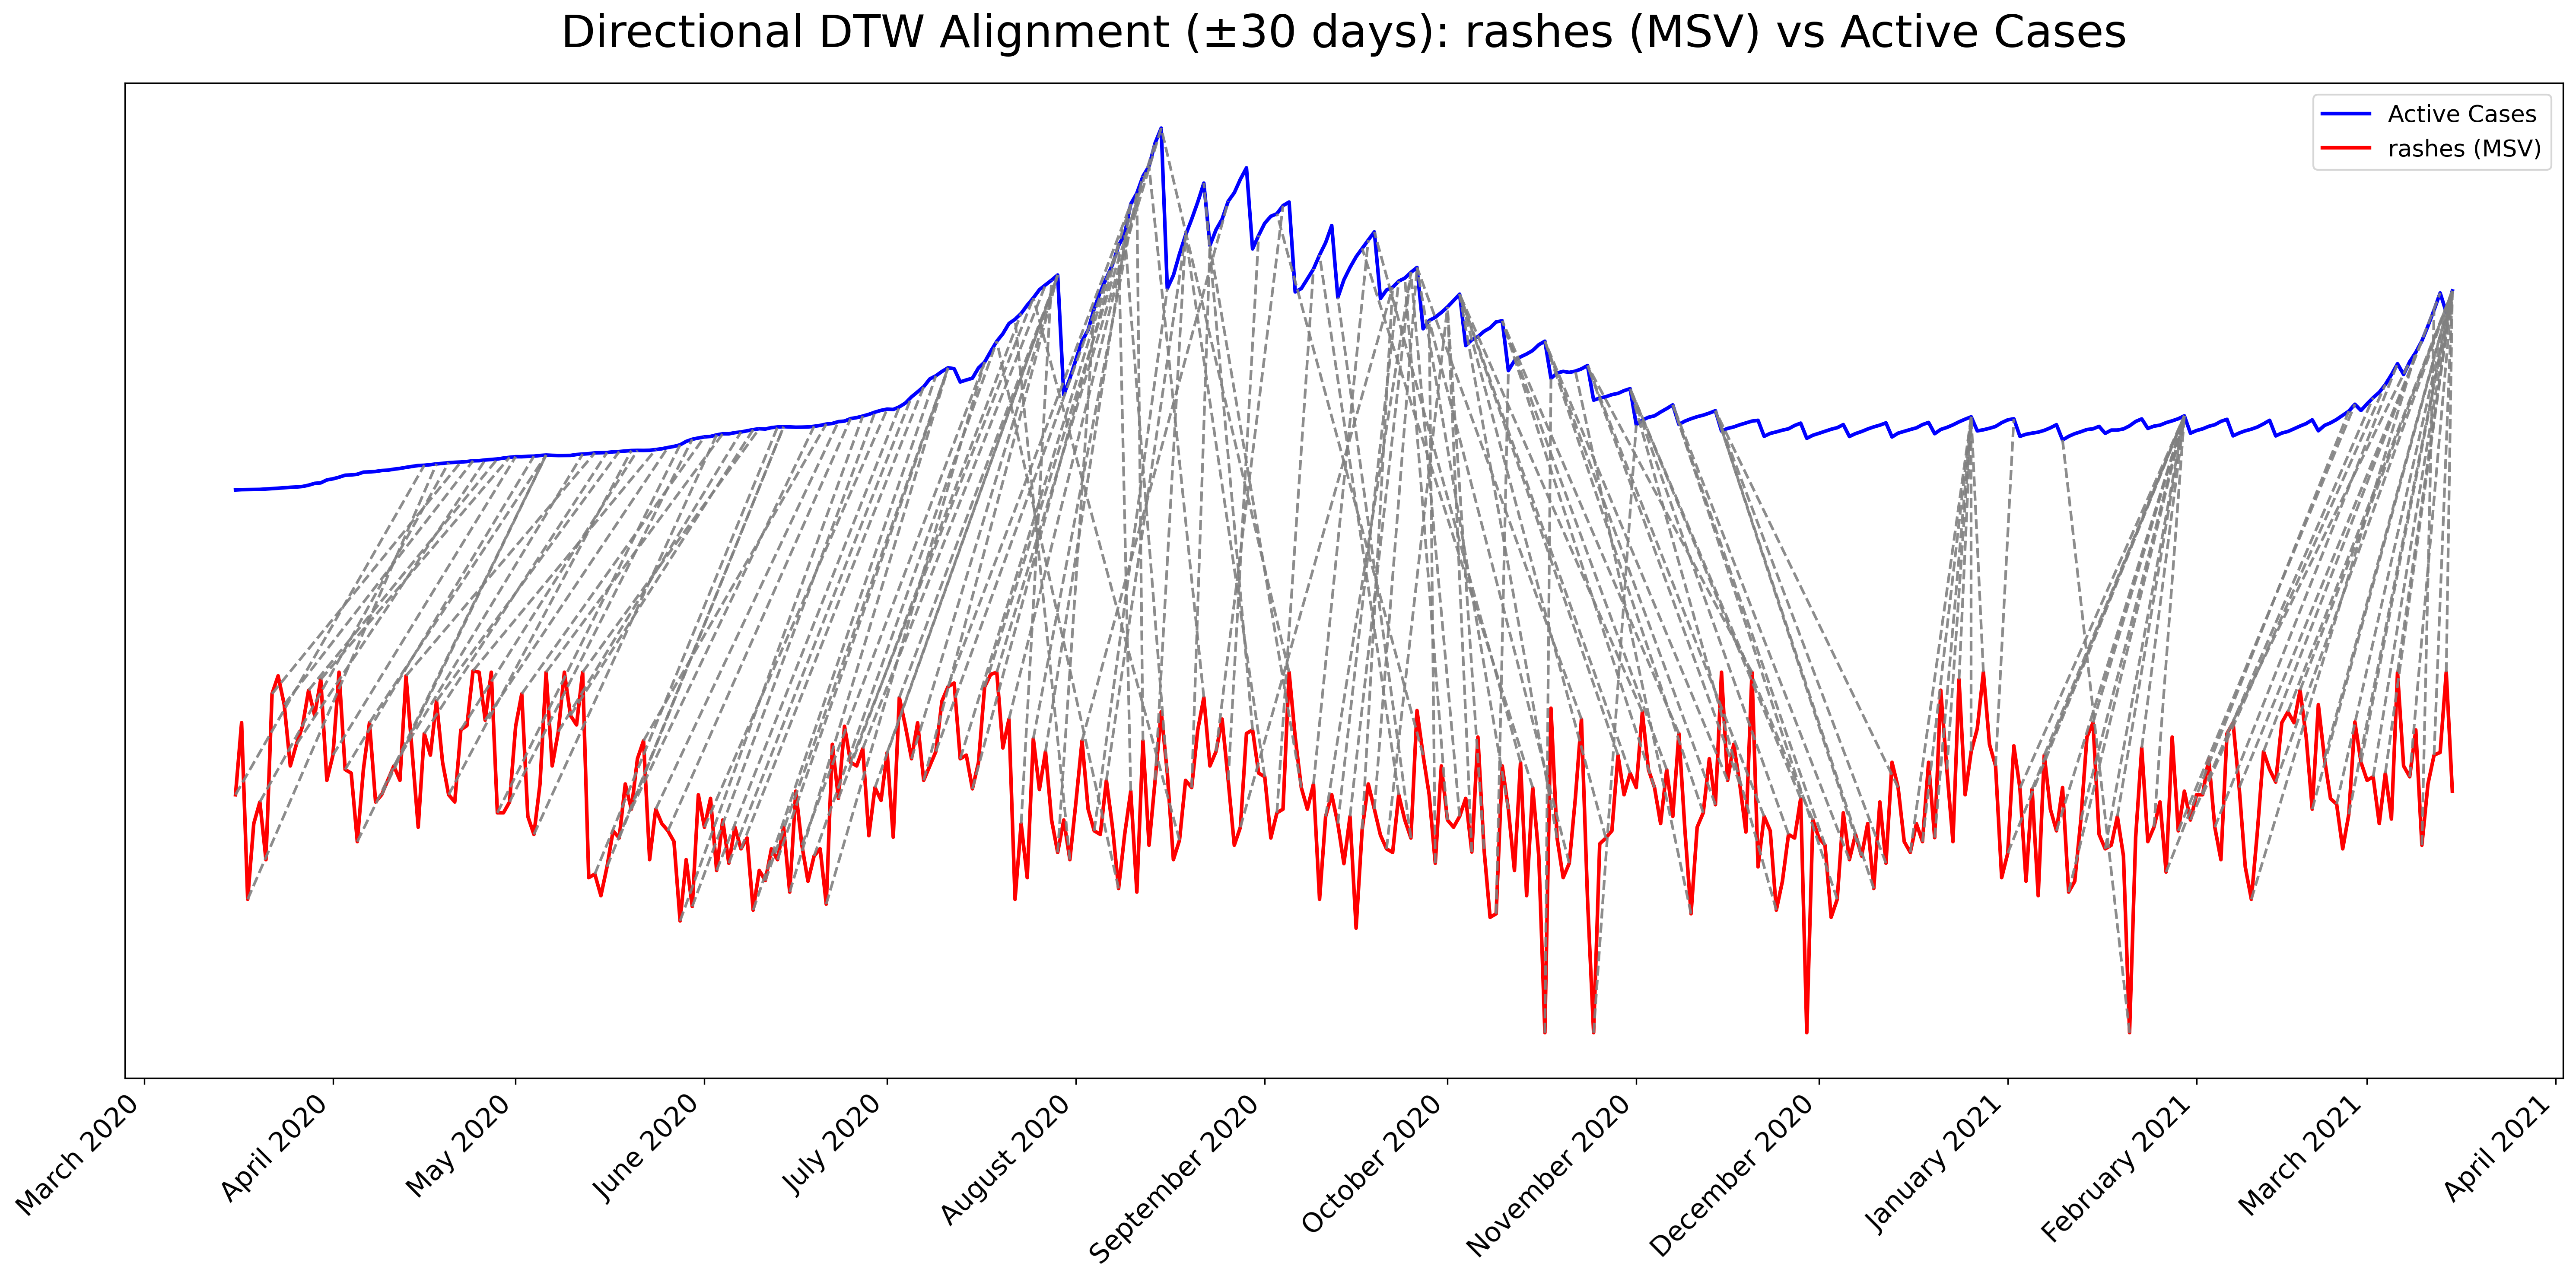 Directional DTW Alignment (±30 days): rashes (MSV) vs Active Cases
Active Cases
rashes (MSV)
March 2020
April 2020
May 2020
June 2020
July 2020
August 2020
September 2020
October 2020
November 2020
December 2020
January 2021
February 2021
March 2021
April 2021